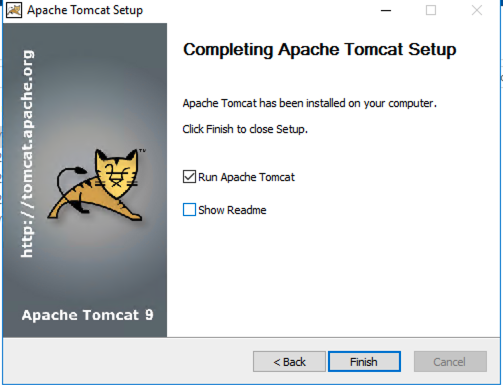 Apache Tomcat Setup
http://tomcat.apache.org
TM
Apache Tomcat 9
Completing Apache Tomcat Setup
Apache Tomcat has been installed on your computer.
Click Finish to close Setup.
Run Apache Tomcat
Show Readme
< Back
Finish
Cancel